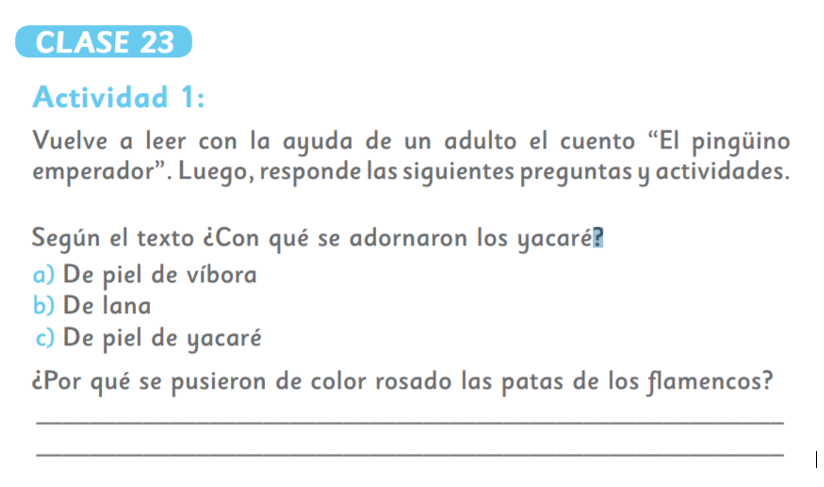 CLASE 23
Actividad 1:
Vuelve a leer con la ayuda de un adulto el cuento “El pingüino
emperador”. Luego, responde las siguientes preguntas y actividades.
Según el texto ¿Con qué se adornaron los yacaré?
a) De piel de víbora
b) De lana
c) De piel de yacaré
¿Por qué se pusieron de color rosado las patas de los flamencos?